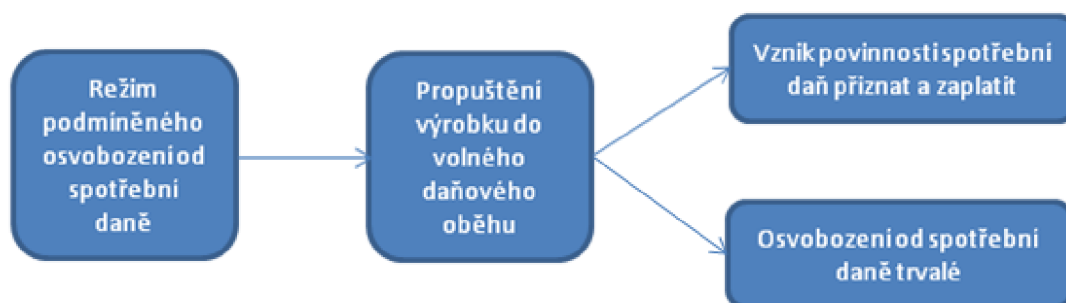 Režim
podmíněného
osvobození od
spotřební
daně
Propuštění
výrobku do
volného
daňového
oběhu
Vznik povinnosti spotřební
daň přiznat a zaplatit
Osvobození od spotřební
daně trvalé